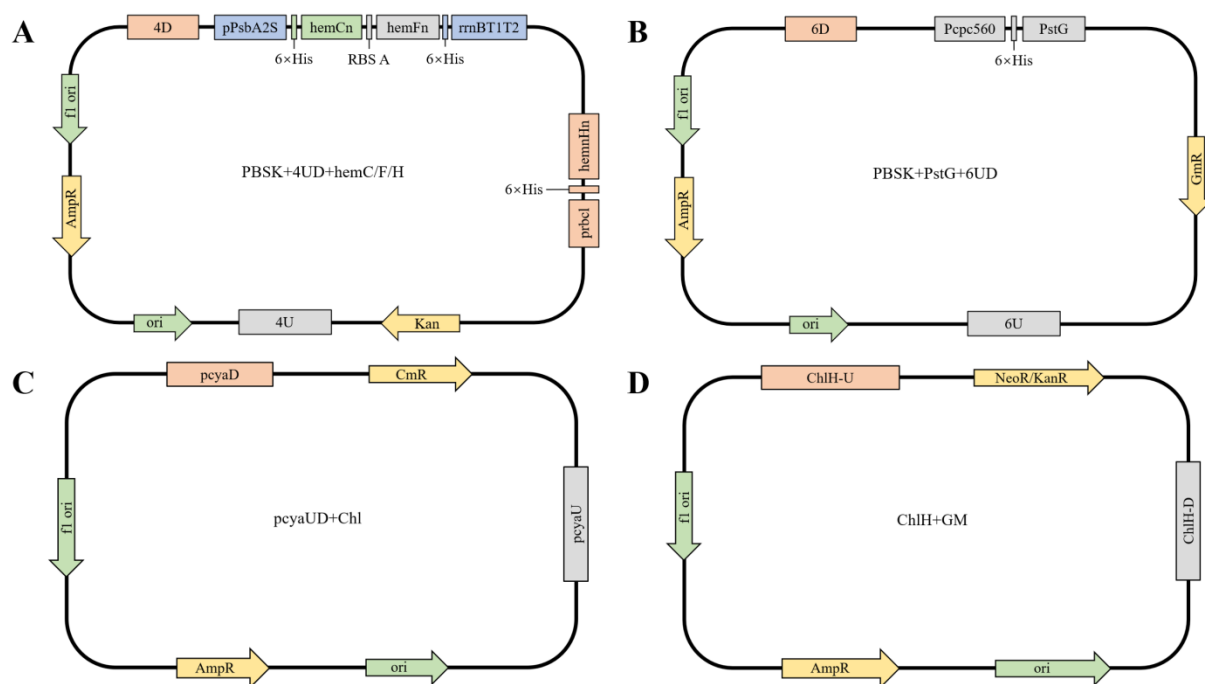 A
4D
pPsbA2S
hemCn
hemFn
rrnBT1T2
6×His
RBS A
6×His
f1 ori
AmpR
PBSK+4UD+hemC/F/H
hemnHn
6×His
prbcl
ori
4U
Kan
B
6D
Pcpc560
PstG
6×His
f1 ori
AmpR
PBSK+PstG+6UD
GmR
ori
6U
C
pcyaD
CmR
f1 ori
pcyaUD+Chl
pcyaU
AmpR
ori
D
ChlH-U
NeoR/KanR
f1 ori
ChlH+GM
ChlH-D
AmpR
ori